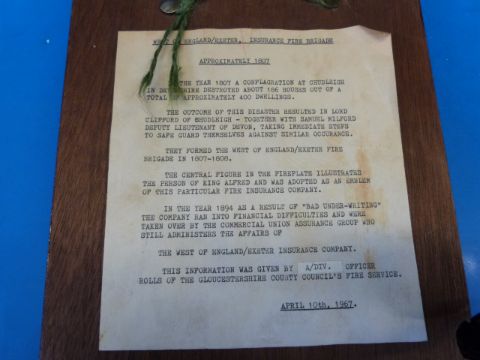 WEST OF ENGLAND/EXETER, INSURANCE FIRE BRIGADE
APPROXIMATELY 1807
THE YEAR 1807 A CONFLAGRATION AT CHUDLEIGH
IN DEVONSHIRE DESTROYED ABOUT 186 HOUSES OUT OF A
TOTAL OF APPROXIMATELY 400 DWELLINGS.
THE OUTCOME OF THIS DISASTER RESULTED IN LORD
CLIFFORD OF CHUDLEIGH - TOGETHER WITH SAMUEL MILFORD
DEPUTY LIEUTENANT OF DEVON, TAKING IMMEDIATE STEPS
TO SAFE GUARD THEMSELVES AGAINST SIMILAR OCCURANCE.
THEY FORMED THE WEST OF ENGLAND/EXETER FIRE
BRIGADE IN 1807-1808.
THE CENTRAL FIGURE IN THE FIREPLATE ILLUSTRATES
THE PERSON OF KING ALFRED AND WAS ADOPTED AS AN EMBLEM
OF THIS PARTICULAR FIRE INSURANCE COMPANY.
IN THE YEAR 1894 AS A RESULT OF "BAD UNDER-WRITING"
THE COMPANY RAN INTO FINANCIAL DIFFICULTIES AND WERE
TAKEN OVER BY THE COMMERCIAL UNION ASSURANCE GROUP WHO
STILL ADMINISTERS THE AFFAIRS OF
THE WEST OF ENGLAND/EXETER INSURANCE COMPANY.
THIS INFORMATION WAS GIVEN BY A/DIV. OFFICER
ROLLS OF THE GLOUCESTERSHIRE COUNTY COUNCIL'S FIRE SERVICE.
APRIL 10th, 1967.